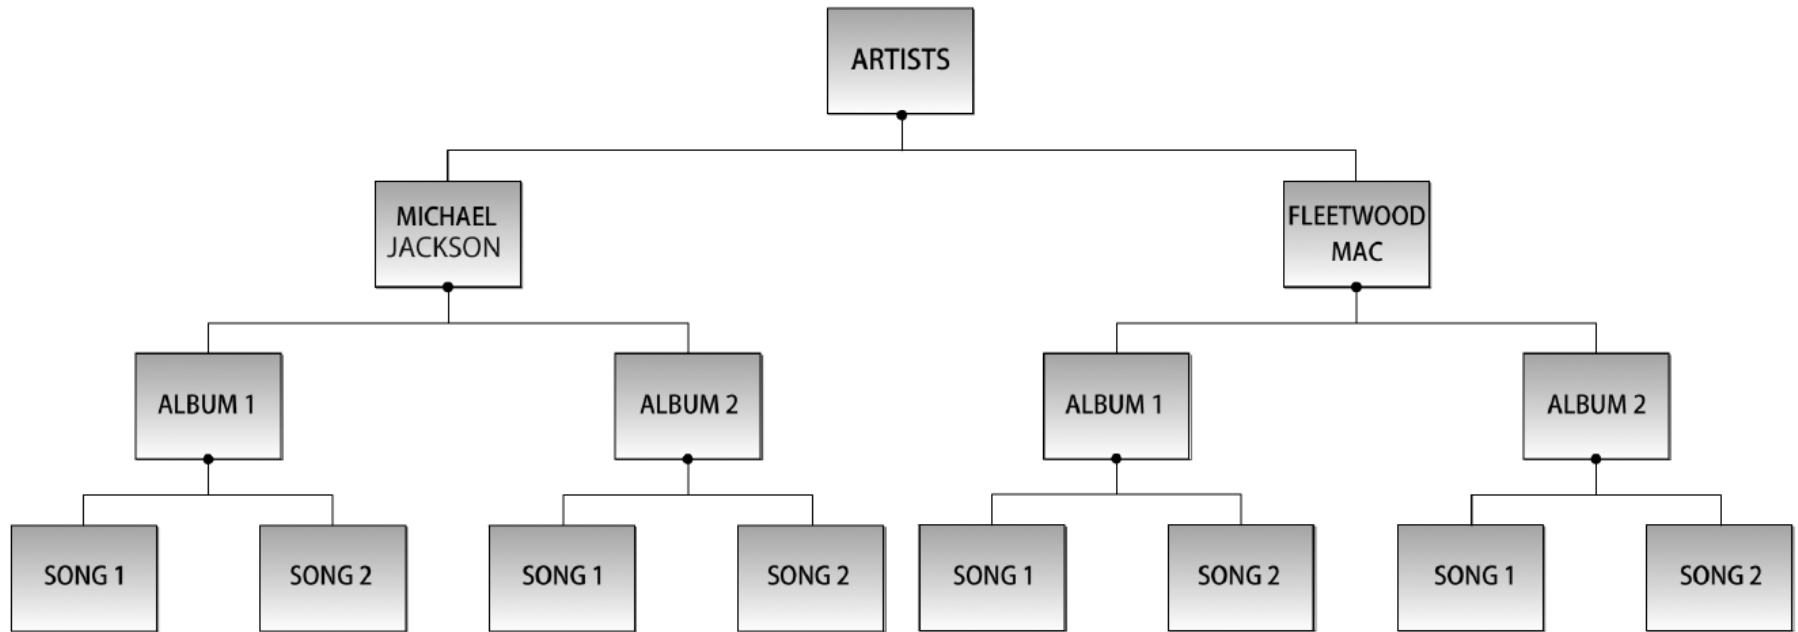 ARTISTS
MICHAEL
JACKSON
FLEETWOOD
MAC
ALBUM 1
ALBUM 2
ALBUM 1
ALBUM 2
SONG 1
SONG 2
SONG 1
SONG 2
SONG 1
SONG 2
SONG 1
SONG 2